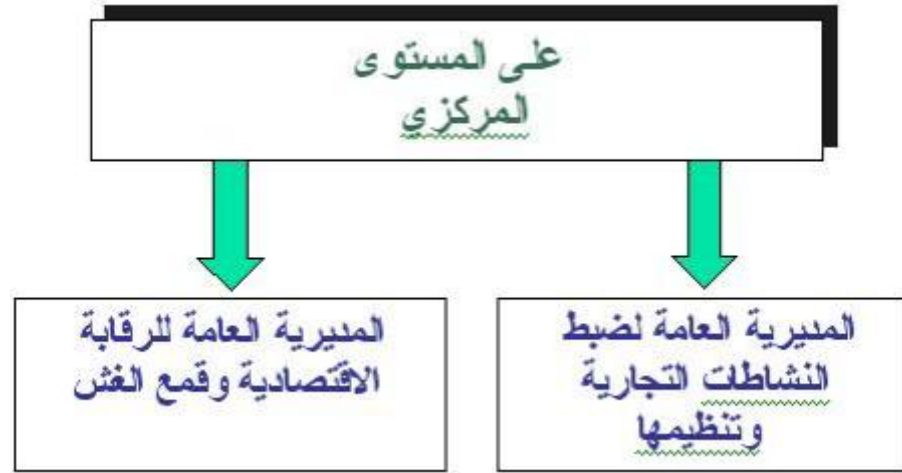 على المستوى
المركزي
المديرية العامة لضبط
النشاطات التجارية
وتنظيمها
المديرية العامة للرقابة
الاقتصادية وقمع الغش